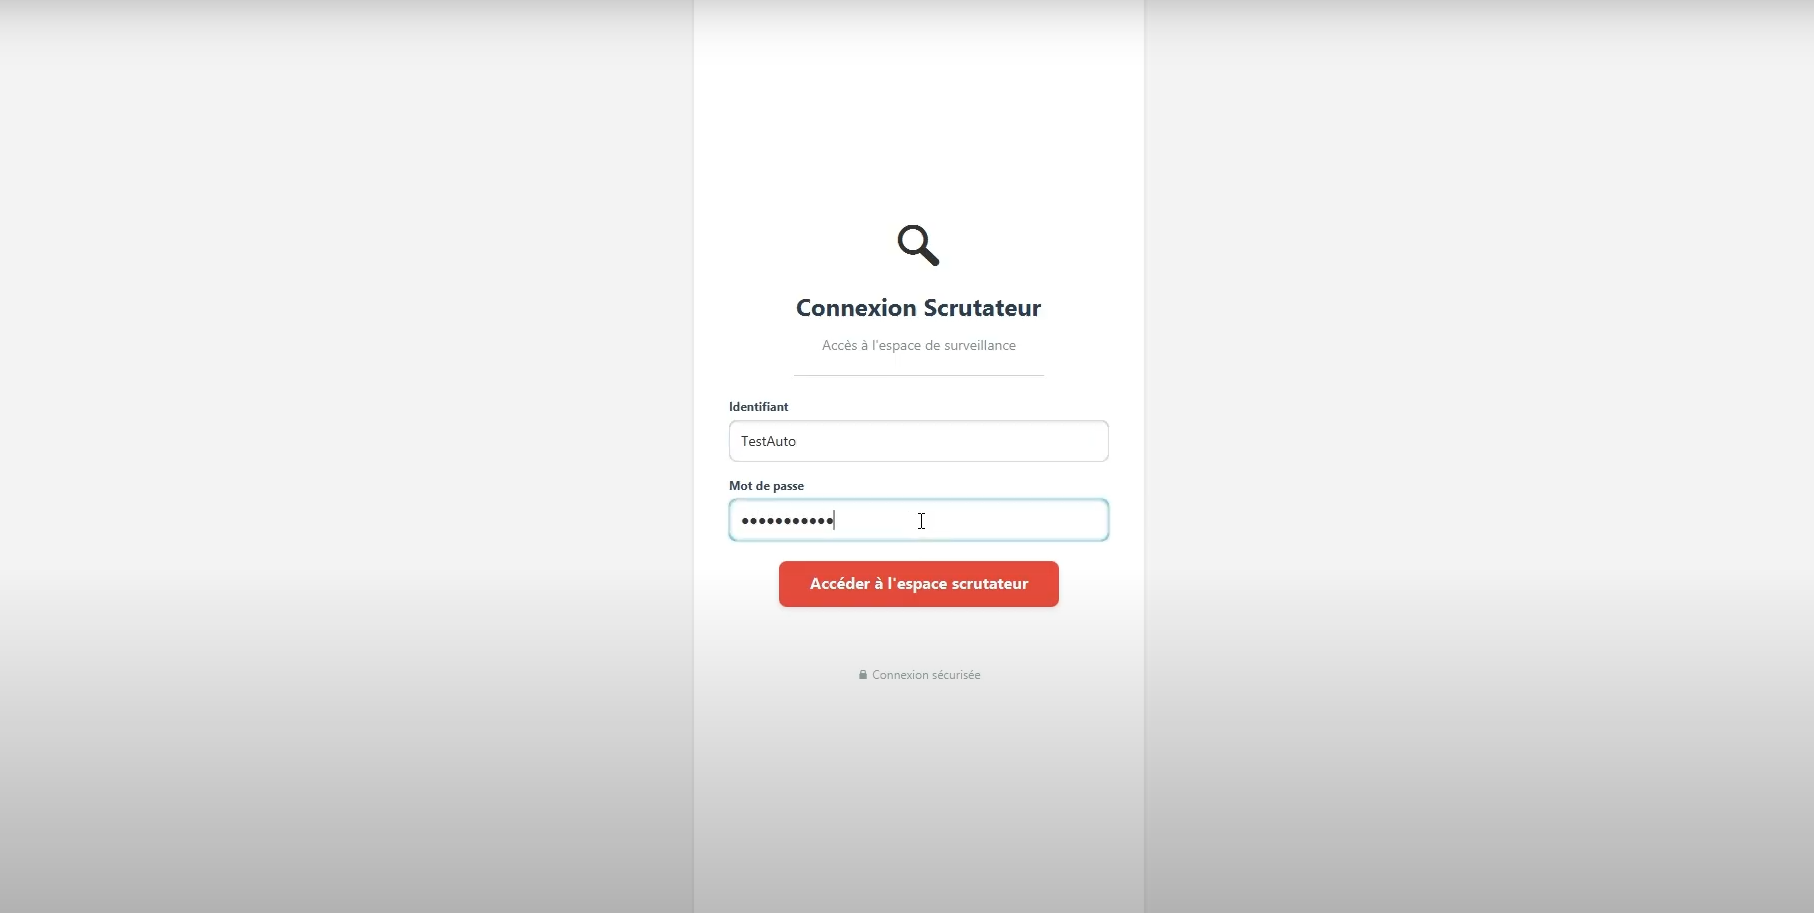 Connexion Scrutateur
Accès à l'espace de surveillance
Identifiant
TestAuto
Mot de passe
•••••••••••
Accéder à l'espace scrutateur
Connexion sécurisée